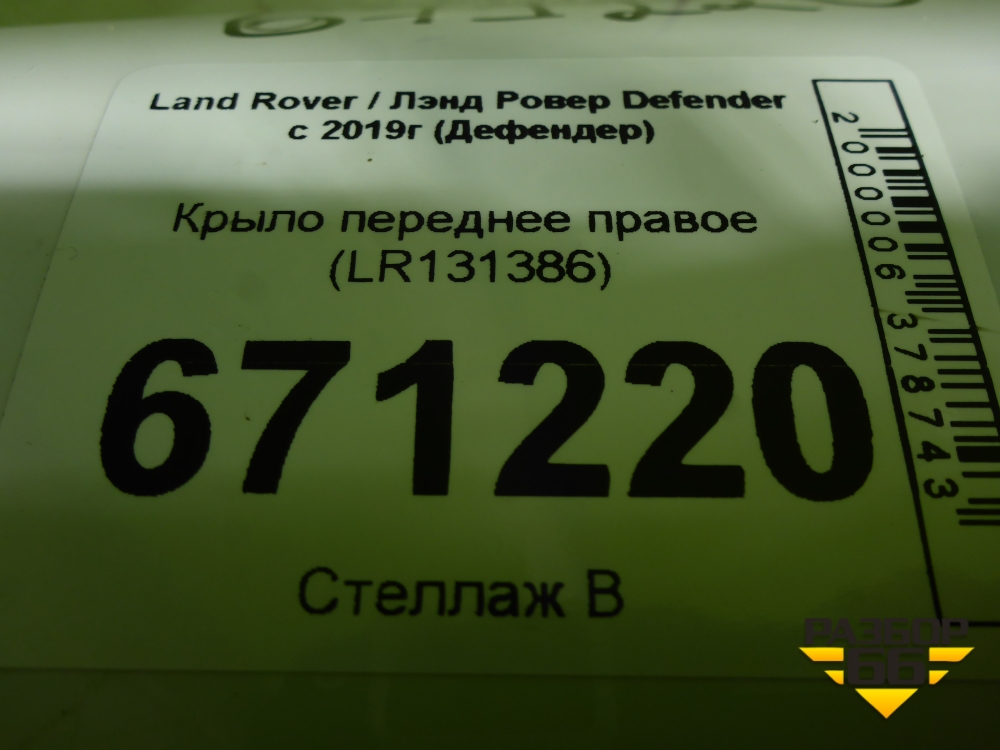 Land Rover / Лэнд Ровер Defender
с 2019г (Дефендер)
Крыло переднее правое
(LR131386)
671220
Стеллаж В
2000006378743
РАЗБОР
66